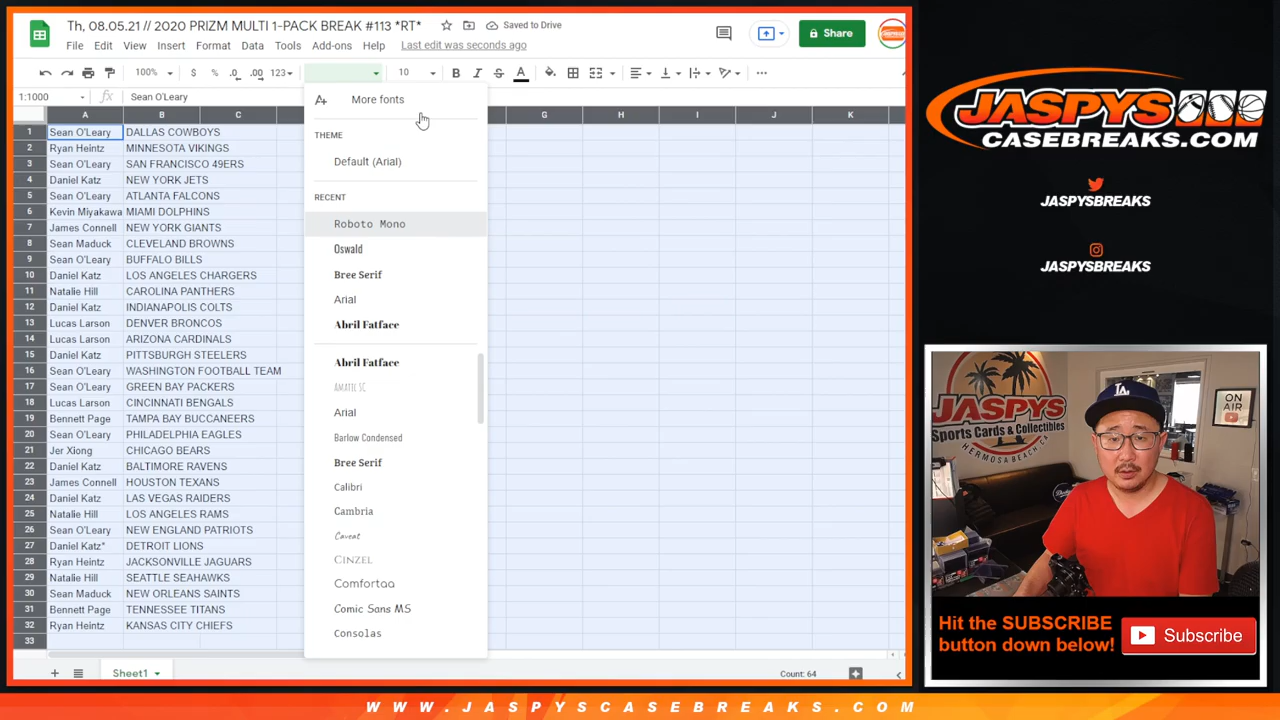 Th, 08.05.21 // 2020 PRIZM MULTI 1-PACK BREAK #113 *RT*
Saved to Drive
File Edit View Insert Format Data Tools Add-ons Help Last edit was seconds ago
Share
100% $ % .0 .00 123 10 B I S A
1:1000 fx Sean O'Leary
A B C G H I J K
1 Sean O'Leary DALLAS COWBOYS
2 Ryan Heintz MINNESOTA VIKINGS
3 Sean O'Leary SAN FRANCISCO 49ERS
4 Daniel Katz NEW YORK JETS
5 Sean O'Leary ATLANTA FALCONS
6 Kevin Miyakawa MIAMI DOLPHINS
7 James Connell NEW YORK GIANTS
8 Sean Maduck CLEVELAND BROWNS
9 Sean O'Leary BUFFALO BILLS
10 Daniel Katz LOS ANGELES CHARGERS
11 Natalie Hill CAROLINA PANTHERS
12 Daniel Katz INDIANAPOLIS COLTS
13 Lucas Larson DENVER BRONCOS
14 Lucas Larson ARIZONA CARDINALS
15 Daniel Katz PITTSBURGH STEELERS
16 Sean O'Leary WASHINGTON FOOTBALL TEAM
17 Sean O'Leary GREEN BAY PACKERS
18 Lucas Larson CINCINNATI BENGALS
19 Bennett Page TAMPA BAY BUCCANEERS
20 Sean O'Leary PHILADELPHIA EAGLES
21 Jer Xiong CHICAGO BEARS
22 Daniel Katz BALTIMORE RAVENS
23 James Connell HOUSTON TEXANS
24 Daniel Katz LAS VEGAS RAIDERS
25 Natalie Hill LOS ANGELES RAMS
26 Sean O'Leary NEW ENGLAND PATRIOTS
27 Daniel Katz* DETROIT LIONS
28 Ryan Heintz JACKSONVILLE JAGUARS
29 Natalie Hill SEATTLE SEAHAWKS
30 Sean Maduck NEW ORLEANS SAINTS
31 Bennett Page TENNESSEE TITANS
32 Ryan Heintz KANSAS CITY CHIEFS
33
More fonts
THEME
Default (Arial)
RECENT
Roboto Mono
Oswald
Bree Serif
Arial
Abril Fatface
Abril Fatface
AMATIC SC
Arial
Barlow Condensed
Bree Serif
Calibri
Cambria
Caveat
CINZEL
Comfortaa
Comic Sans MS
Consolas
Sheet1
Count: 64
JASPYS
CASEBREAKS.COM
JASPYSBREAKS
JASPYSBREAKS
JASPYS
Sports Cards & Collectibles
HERMOSA BEACH CA
ON AIR
LA
Hit the SUBSCRIBE
button down below!
Subscribe
WWW.JASPYSCASEBREAKS.COM